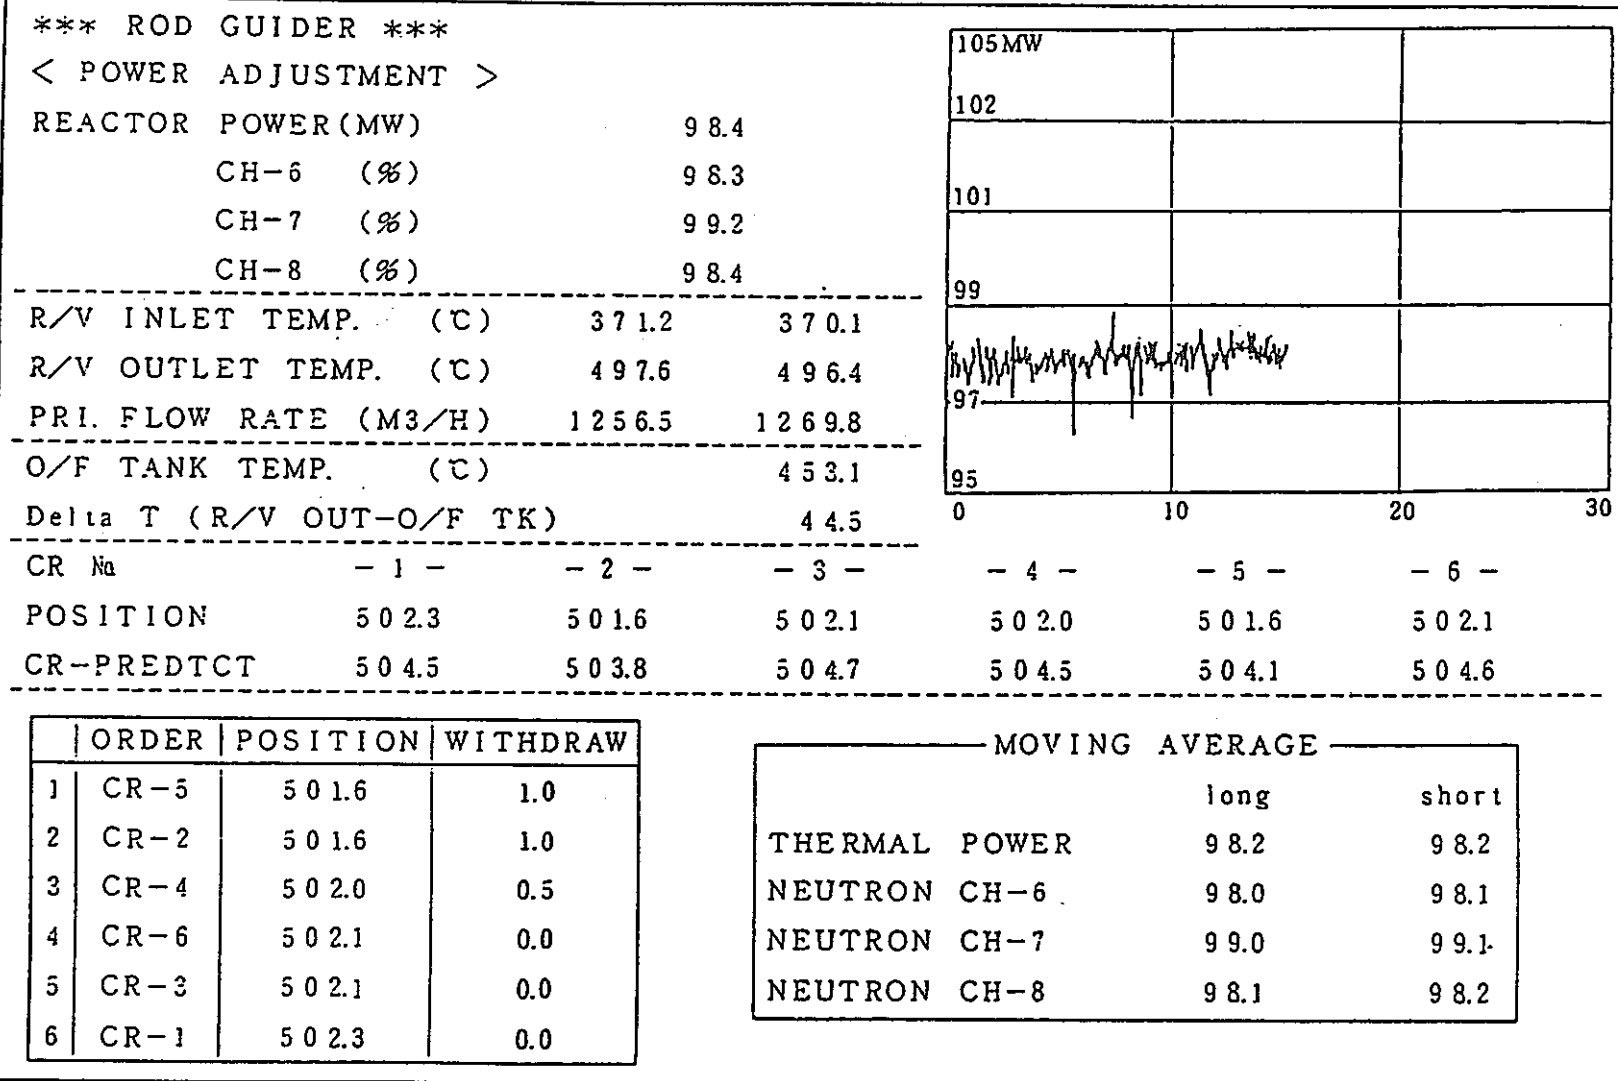 *** ROD GUIDER ***
< POWER ADJUSTMENT >
REACTOR POWER(MW) 98.4
CH-6 (%) 98.3
CH-7 (%) 99.2
CH-8 (%) 98.4
R/V INLET TEMP. (℃) 371.2 370.1
R/V OUTLET TEMP. (℃) 497.6 496.4
PRI. FLOW RATE (M3/H) 1256.5 1269.8
O/F TANK TEMP. (℃) 453.1
Delta T (R/V OUT-O/F TK) 44.5
105MW
102
101
99
97
95
0 10 20 30
CR No. -1- -2- -3- -4- -5- -6-
POSITION 502.3 501.6 502.1 502.0 501.6 502.1
CR-PREDTCT 504.5 503.8 504.7 504.5 504.1 504.6
ORDER POSITION WITHDRAW
1 CR-5 501.6 1.0
2 CR-2 501.6 1.0
3 CR-4 502.0 0.5
4 CR-6 502.1 0.0
5 CR-3 502.1 0.0
6 CR-1 502.3 0.0
MOVING AVERAGE
long short
THERMAL POWER 98.2 98.2
NEUTRON CH-6 98.0 98.1
NEUTRON CH-7 99.0 99.1
NEUTRON CH-8 98.1 98.2